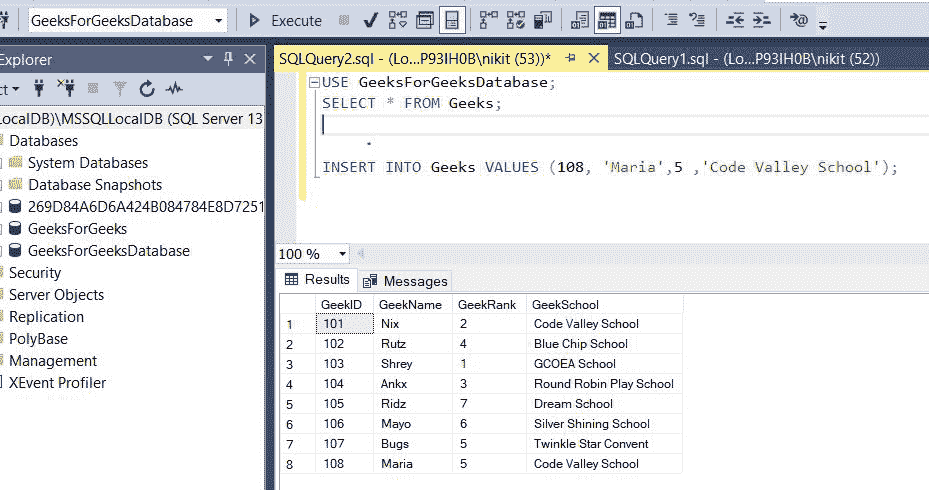 GeeksForGeeksDatabase Execute
Explorer
SQLQuery2.sql - (Lo...P93IH0B\nikit (53))* SQLQuery1.sql - (Lo...P93IH0B\nikit (52))
ct
LocalDB)\MSSQLLocalDB (SQL Server 13
Databases
System Databases
Database Snapshots
269D84A6D6A424B084784E8D7251
GeeksForGeeks
GeeksForGeeksDatabase
Security
Server Objects
Replication
PolyBase
Management
XEvent Profiler
USE GeeksForGeeksDatabase;
SELECT * FROM Geeks;
INSERT INTO Geeks VALUES (108, 'Maria',5 ,'Code Valley School');
100 %
Results Messages
GeekID GeekName GeekRank GeekSchool
1 101 Nix 2 Code Valley School
2 102 Rutz 4 Blue Chip School
3 103 Shrey 1 GCOEA School
4 104 Ankx 3 Round Robin Play School
5 105 Ridz 7 Dream School
6 106 Mayo 6 Silver Shining School
7 107 Bugs 5 Twinkle Star Convent
8 108 Maria 5 Code Valley School